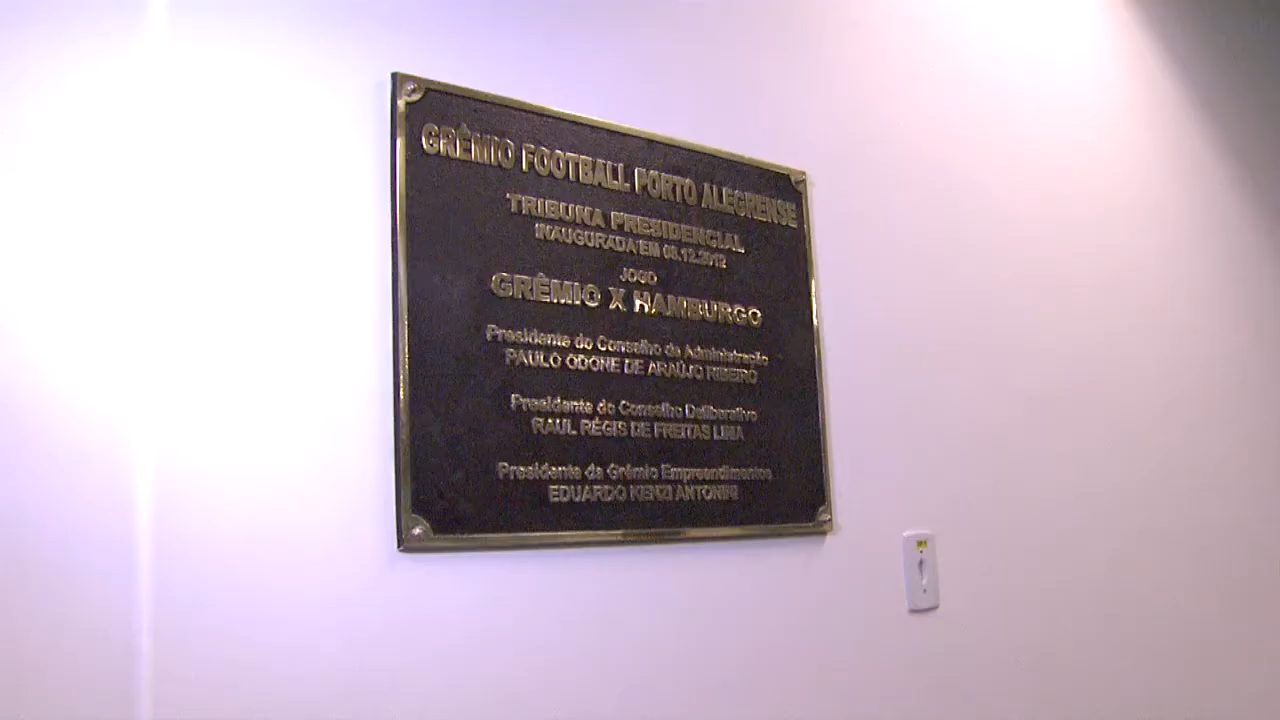 GRÊMIO FOOTBALL PORTO ALEGRENSE
TRIBUNA PRESIDENCIAL
INAUGURADA EM 08.12.2012
JOGO
GRÊMIO X HAMBURGO
Presidente do Conselho de Administração
PAULO ODONE DE ARAÚJO RIBEIRO
Presidente do Conselho Deliberativo
RAUL RÉGIS DE FREITAS LIMA
Presidente da Grêmio Empreendimentos
EDUARDO KENZI ANTONINI